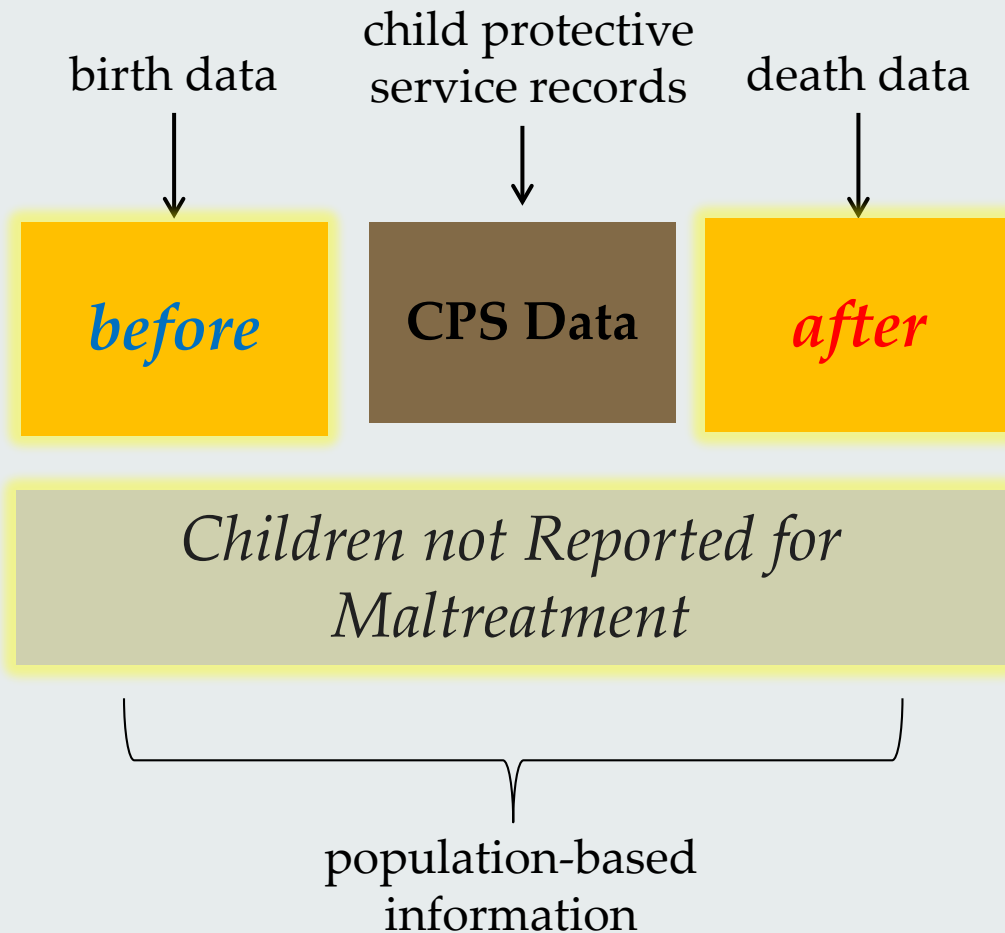 birth data
child protective
service records
death data
before
CPS Data
after
Children not Reported for
Maltreatment
population-based
information